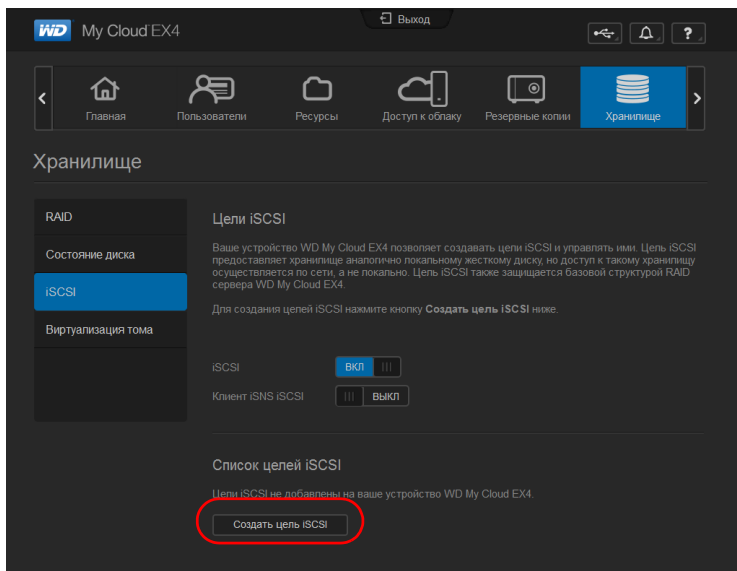 WD My Cloud EX4
Выход
?
Главная
Пользователи
Ресурсы
Доступ к облаку
Резервные копии
Хранилище
Хранилище
RAID
Состояние диска
iSCSI
Виртуализация тома
Цели iSCSI
Ваше устройство WD My Cloud EX4 позволяет создавать цели iSCSI и управлять ими. Цель iSCSI
предоставляет хранилище аналогично локальному жесткому диску, но доступ к такому хранилищу
осуществляется по сети, а не локально. Цель iSCSI также защищается базовой структурой RAID
сервера WD My Cloud EX4.
Для создания целей iSCSI нажмите кнопку Создать цель iSCSI ниже.
iSCSI
ВКЛ
Клиент iSNS iSCSI
ВЫКЛ
Список целей iSCSI
Цели iSCSI не добавлены на ваше устройство WD My Cloud EX4.
Создать цель iSCSI